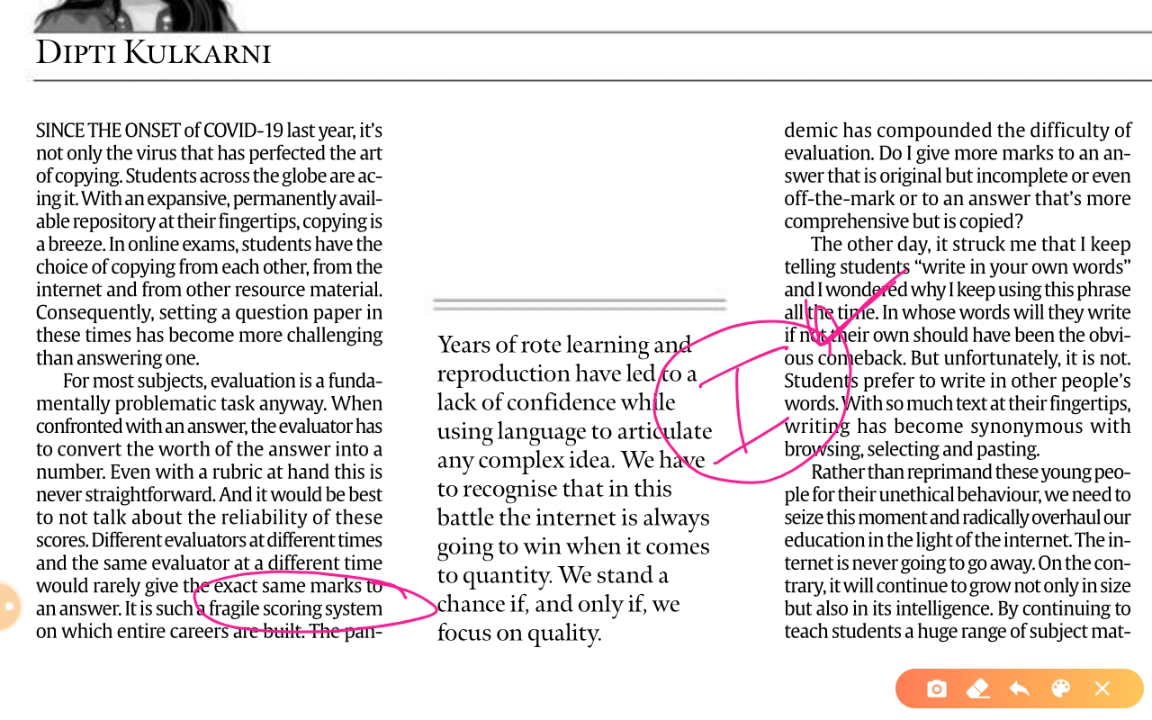 DIPTI KULKARNI
SINCE THE ONSET of COVID-19 last year, it's
not only the virus that has perfected the art
of copying. Students across the globe are ac-
ing it. With an expansive, permanently avail-
able repository at their fingertips, copying is
a breeze. In online exams, students have the
choice of copying from each other, from the
internet and from other resource material.
Consequently, setting a question paper in
these times has become more challenging
than answering one.
For most subjects, evaluation is a funda-
mentally problematic task anyway. When
confronted with an answer, the evaluator has
to convert the worth of the answer into a
number. Even with a rubric at hand this is
never straightforward. And it would be best
to not talk about the reliability of these
scores. Different evaluators at different times
and the same evaluator at a different time
would rarely give the exact same marks to
an answer. It is such a fragile scoring system
on which entire careers are built. The pan-
Years of rote learning and
reproduction have led to a
lack of confidence while
using language to articulate
any complex idea. We have
to recognise that in this
battle the internet is always
going to win when it comes
to quantity. We stand a
chance if, and only if, we
focus on quality.
I
demic has compounded the difficulty of
evaluation. Do I give more marks to an an-
swer that is original but incomplete or even
off-the-mark or to an answer that's more
comprehensive but is copied?
The other day, it struck me that I keep
telling students "write in your own words"
and I wondered why I keep using this phrase
all the time. In whose words will they write
if not their own should have been the obvi-
ous comeback. But unfortunately, it is not.
Students prefer to write in other people's
words. With so much text at their fingertips,
writing has become synonymous with
browsing, selecting and pasting.
Rather than reprimand these young peo-
ple for their unethical behaviour, we need to
seize this moment and radically overhaul our
education in the light of the internet. The in-
ternet is never going to go away. On the con-
trary, it will continue to grow not only in size
but also in its intelligence. By continuing to
teach students a huge range of subject mat-